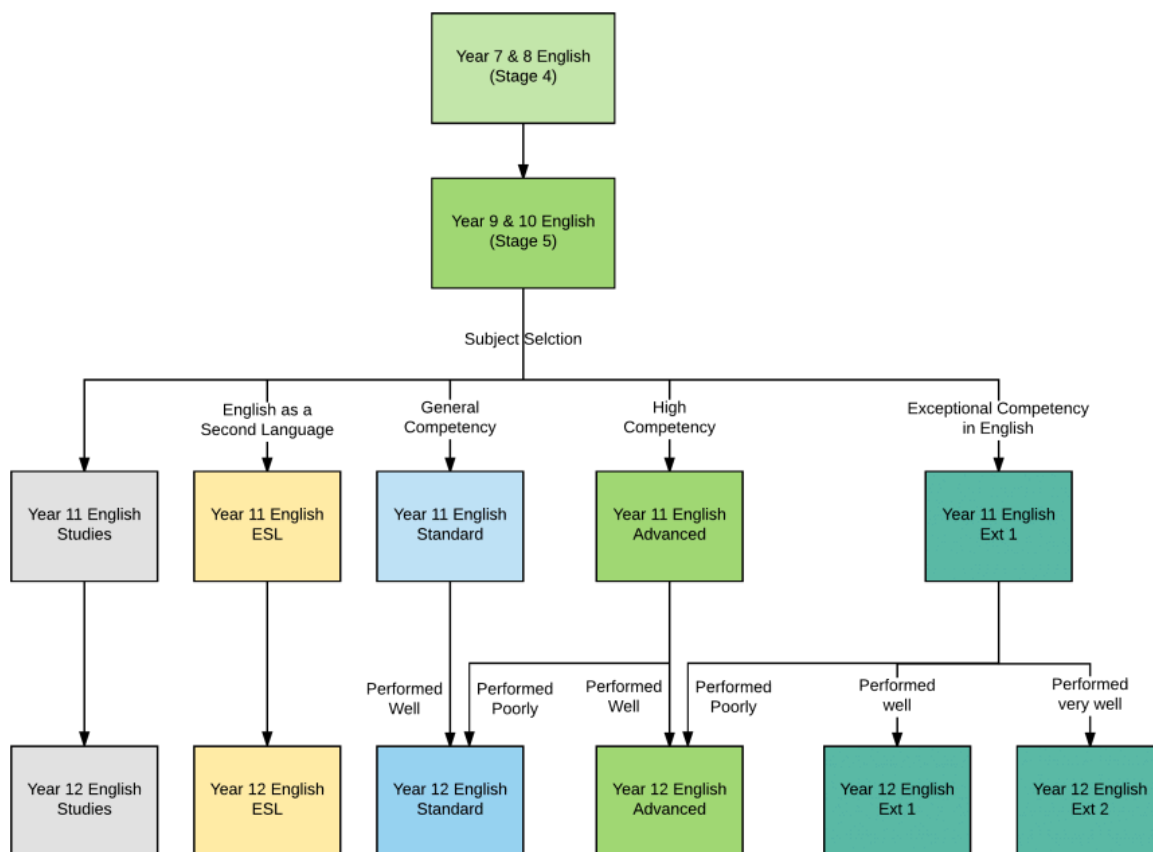 Year 7 & 8 English
(Stage 4)
Year 9 & 10 English
(Stage 5)
Subject Selction
English as a
Second Language
General
Competency
High
Competency
Exceptional Competency
in English
Year 11 English
Studies
Year 11 English
ESL
Year 11 English
Standard
Year 11 English
Advanced
Year 11 English
Ext 1
Performed
Well
Performed
Poorly
Performed
Well
Performed
Poorly
Performed
well
Performed
very well
Year 12 English
Studies
Year 12 English
ESL
Year 12 English
Standard
Year 12 English
Advanced
Year 12 English
Ext 1
Year 12 English
Ext 2